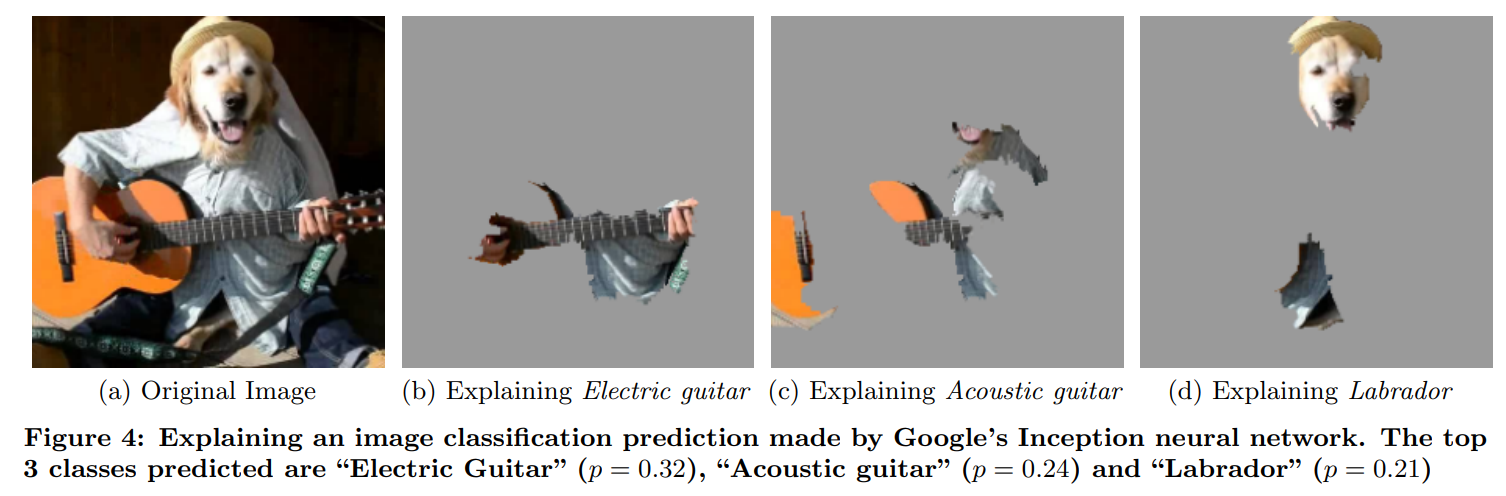 (a) Original Image
(b) Explaining Electric guitar
(c) Explaining Acoustic guitar
(d) Explaining Labrador
Figure 4: Explaining an image classification prediction made by Google's Inception neural network. The top
3 classes predicted are “Electric Guitar” (p = 0.32), “Acoustic guitar” (p = 0.24) and “Labrador” (p = 0.21)